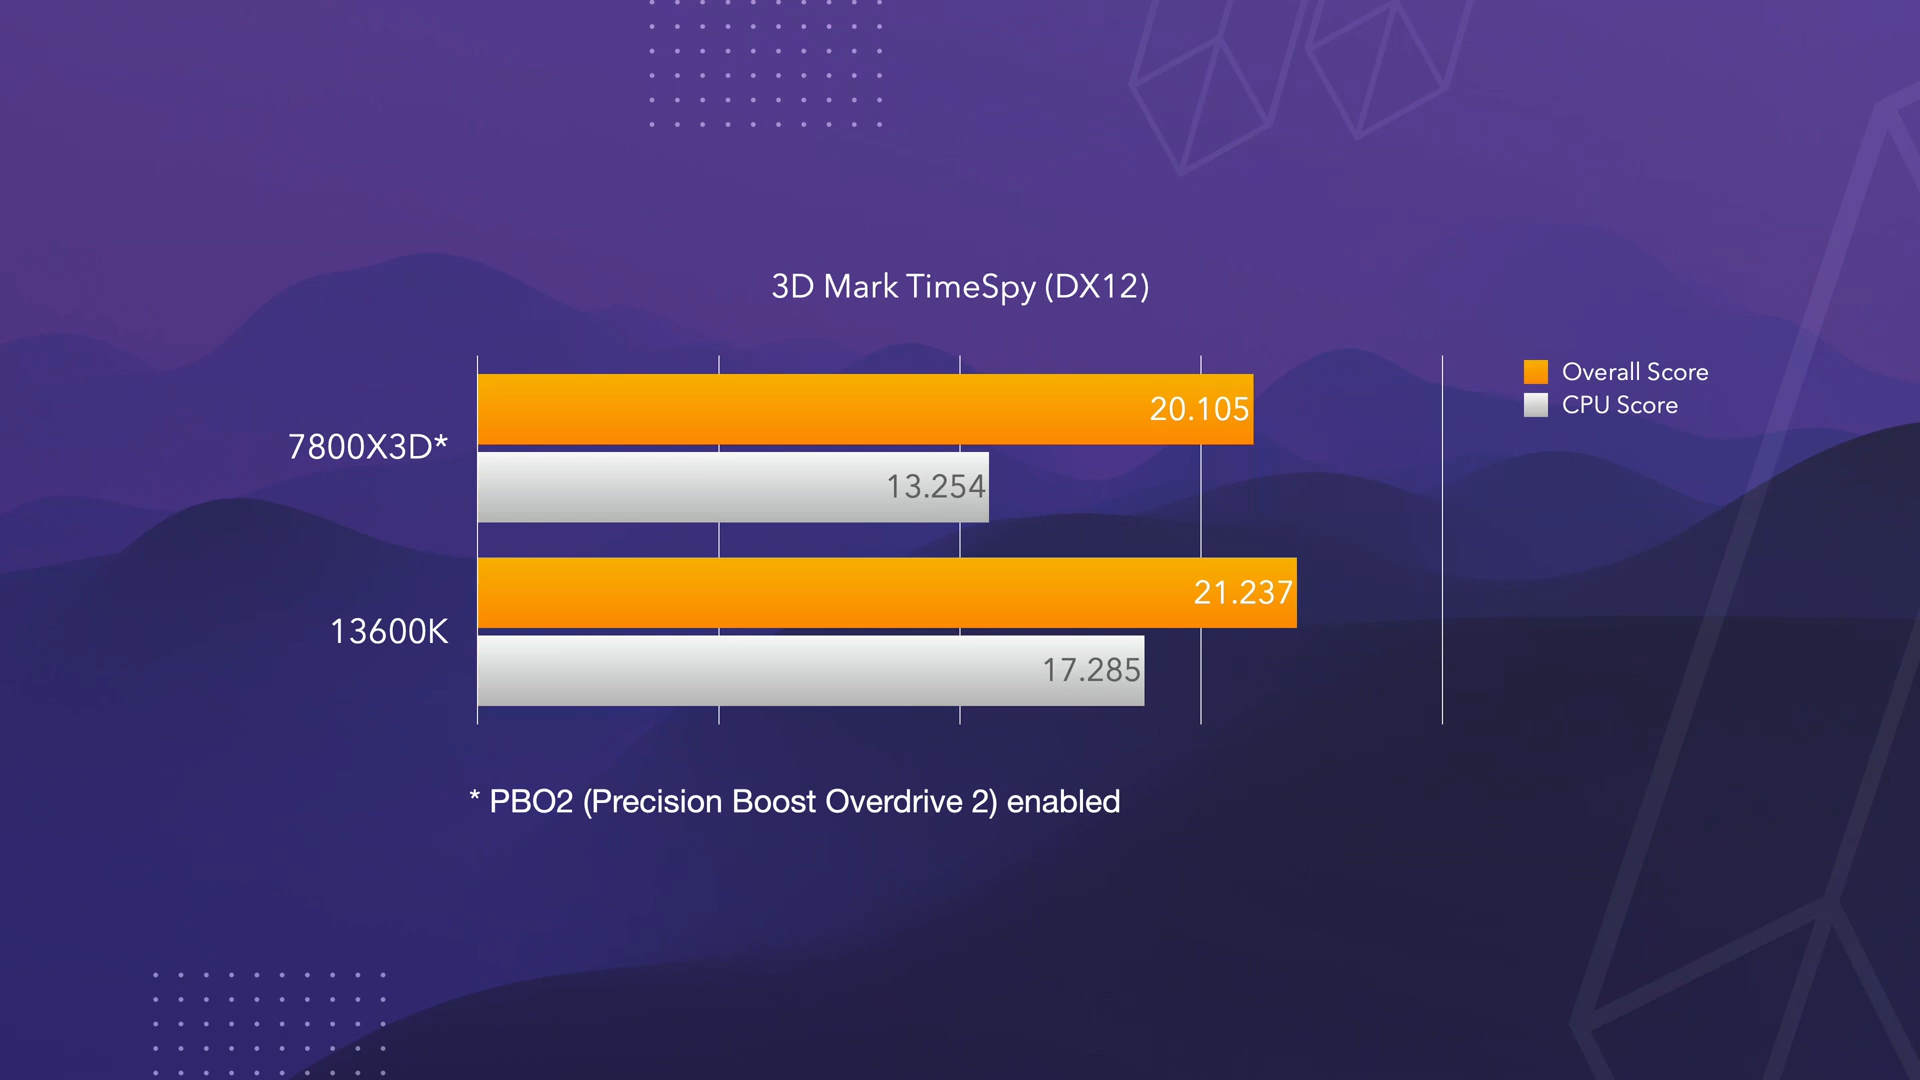 3D Mark TimeSpy (DX12)
Overall Score
CPU Score
7800X3D*
20.105
13.254
13600K
21.237
17.285
* PBO2 (Precision Boost Overdrive 2) enabled